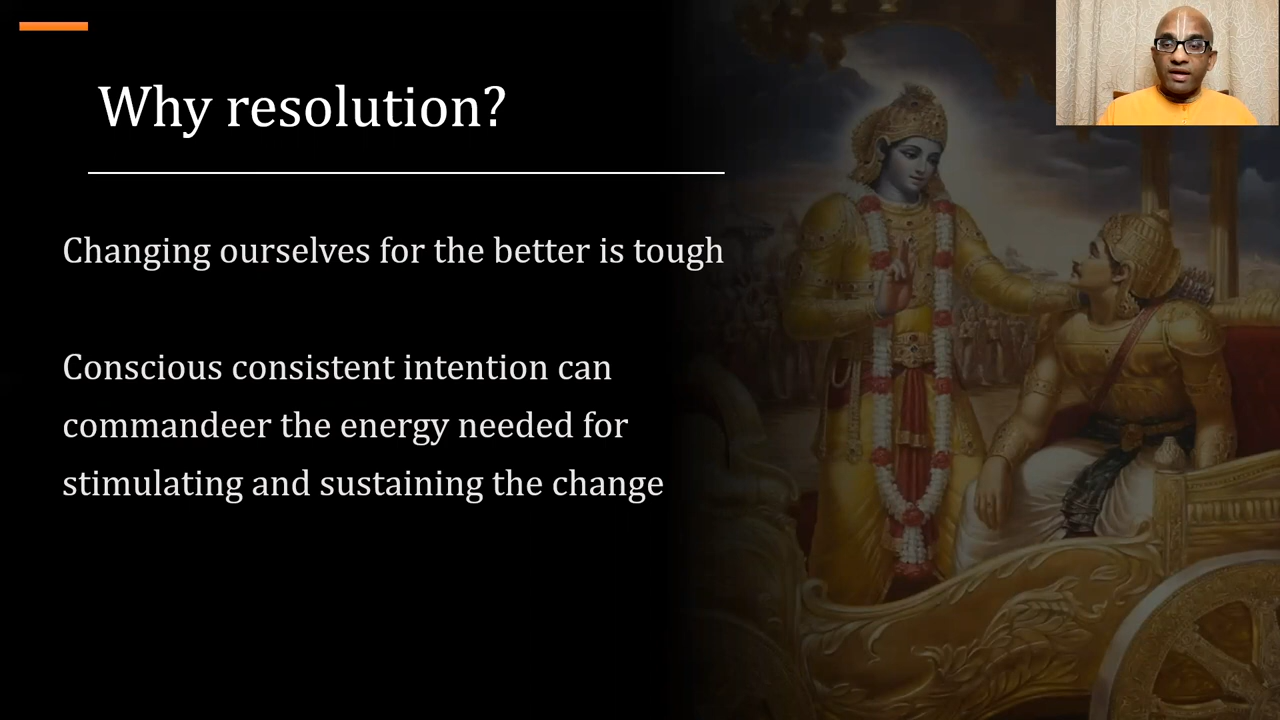 Why resolution?
Changing ourselves for the better is tough
Conscious consistent intention can
commandeer the energy needed for
stimulating and sustaining the change